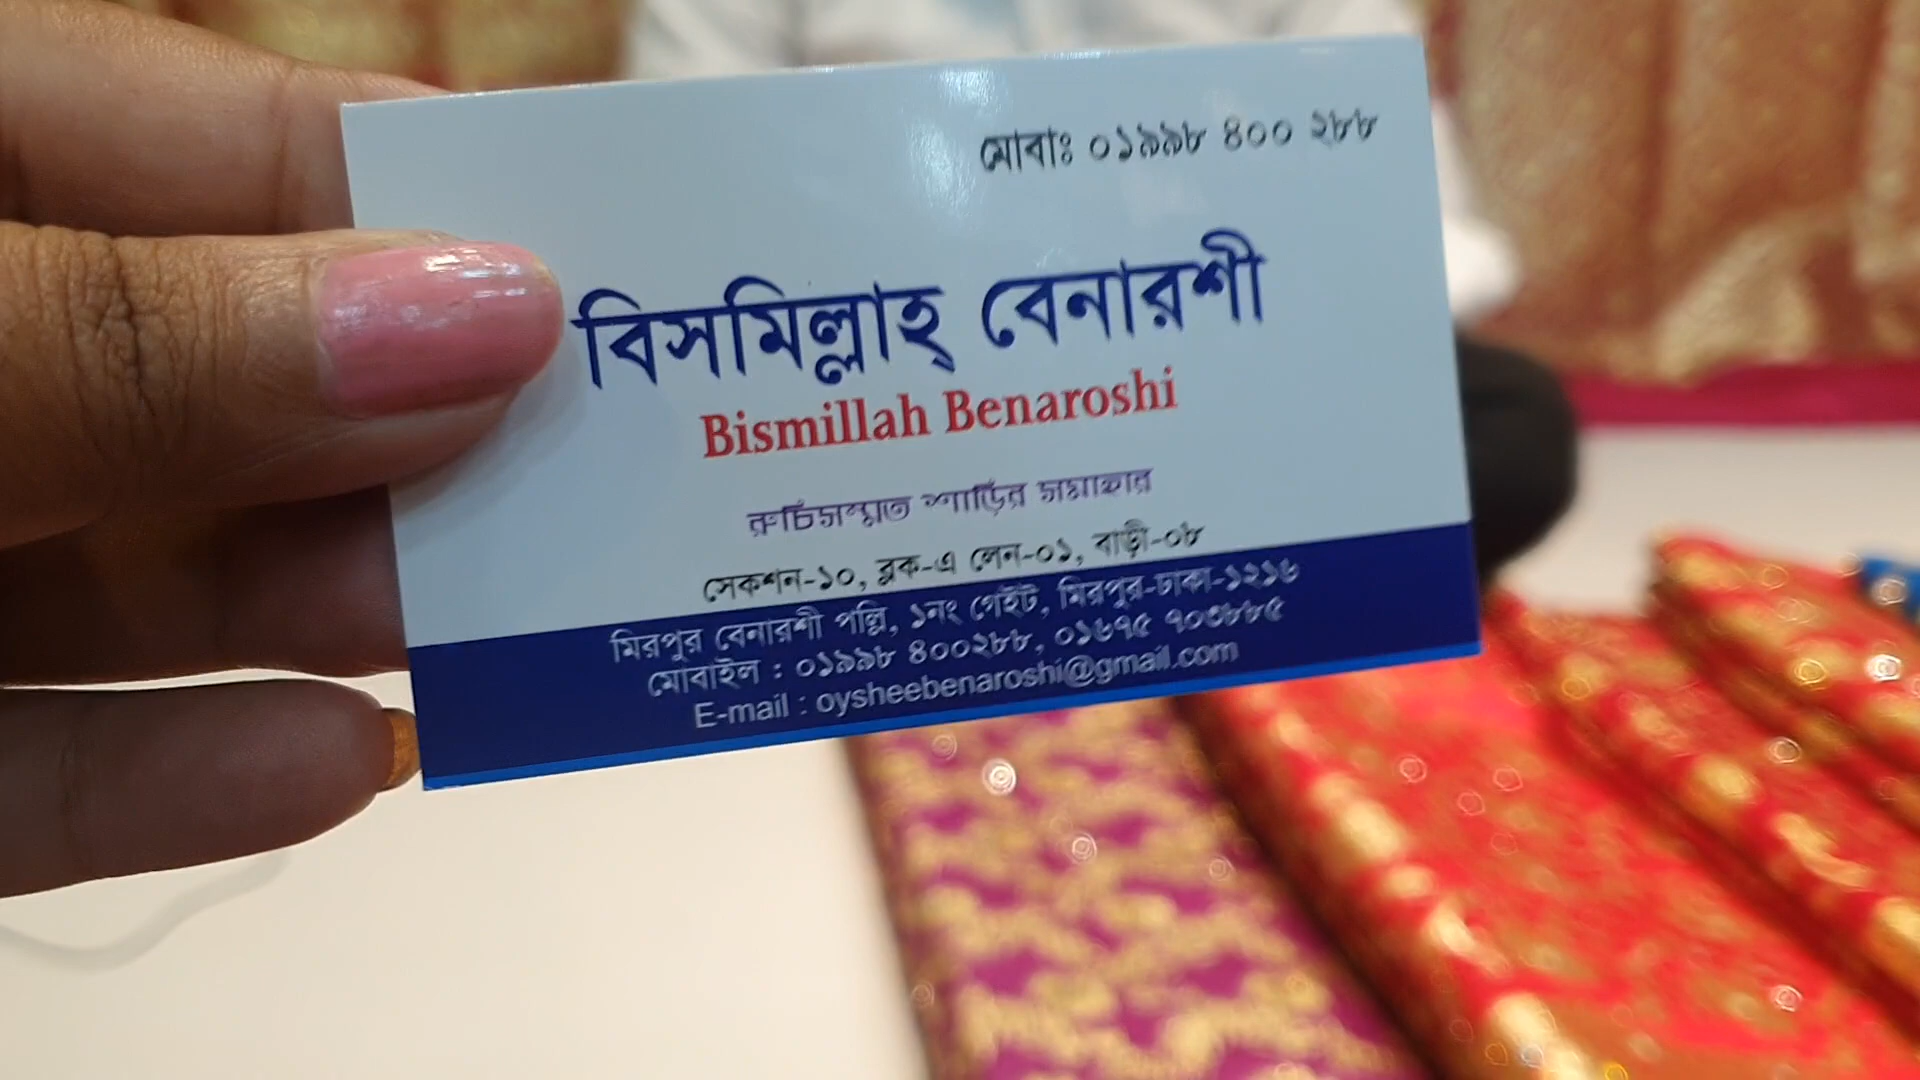 মোবাঃ ০১৯৯৮ ৪০০ ২৮৮
বিসমিল্লাহ্ বেনারশী
Bismillah Benaroshi
রুচিসম্মত শাড়ির সমাহার
সেকশন-১০, ব্লক-এ লেন-০১, বাড়ী-০৮
মিরপুর বেনারশী পল্লি, ১নং গেইট, মিরপুর-ঢাকা-১২১৬
মোবাইল : ০১৯৯৮ ৪০০২৮৮, ০১৬৭৫ ৭০৩৮৮৫
E-mail : oysheebenaroshi@gmail.com